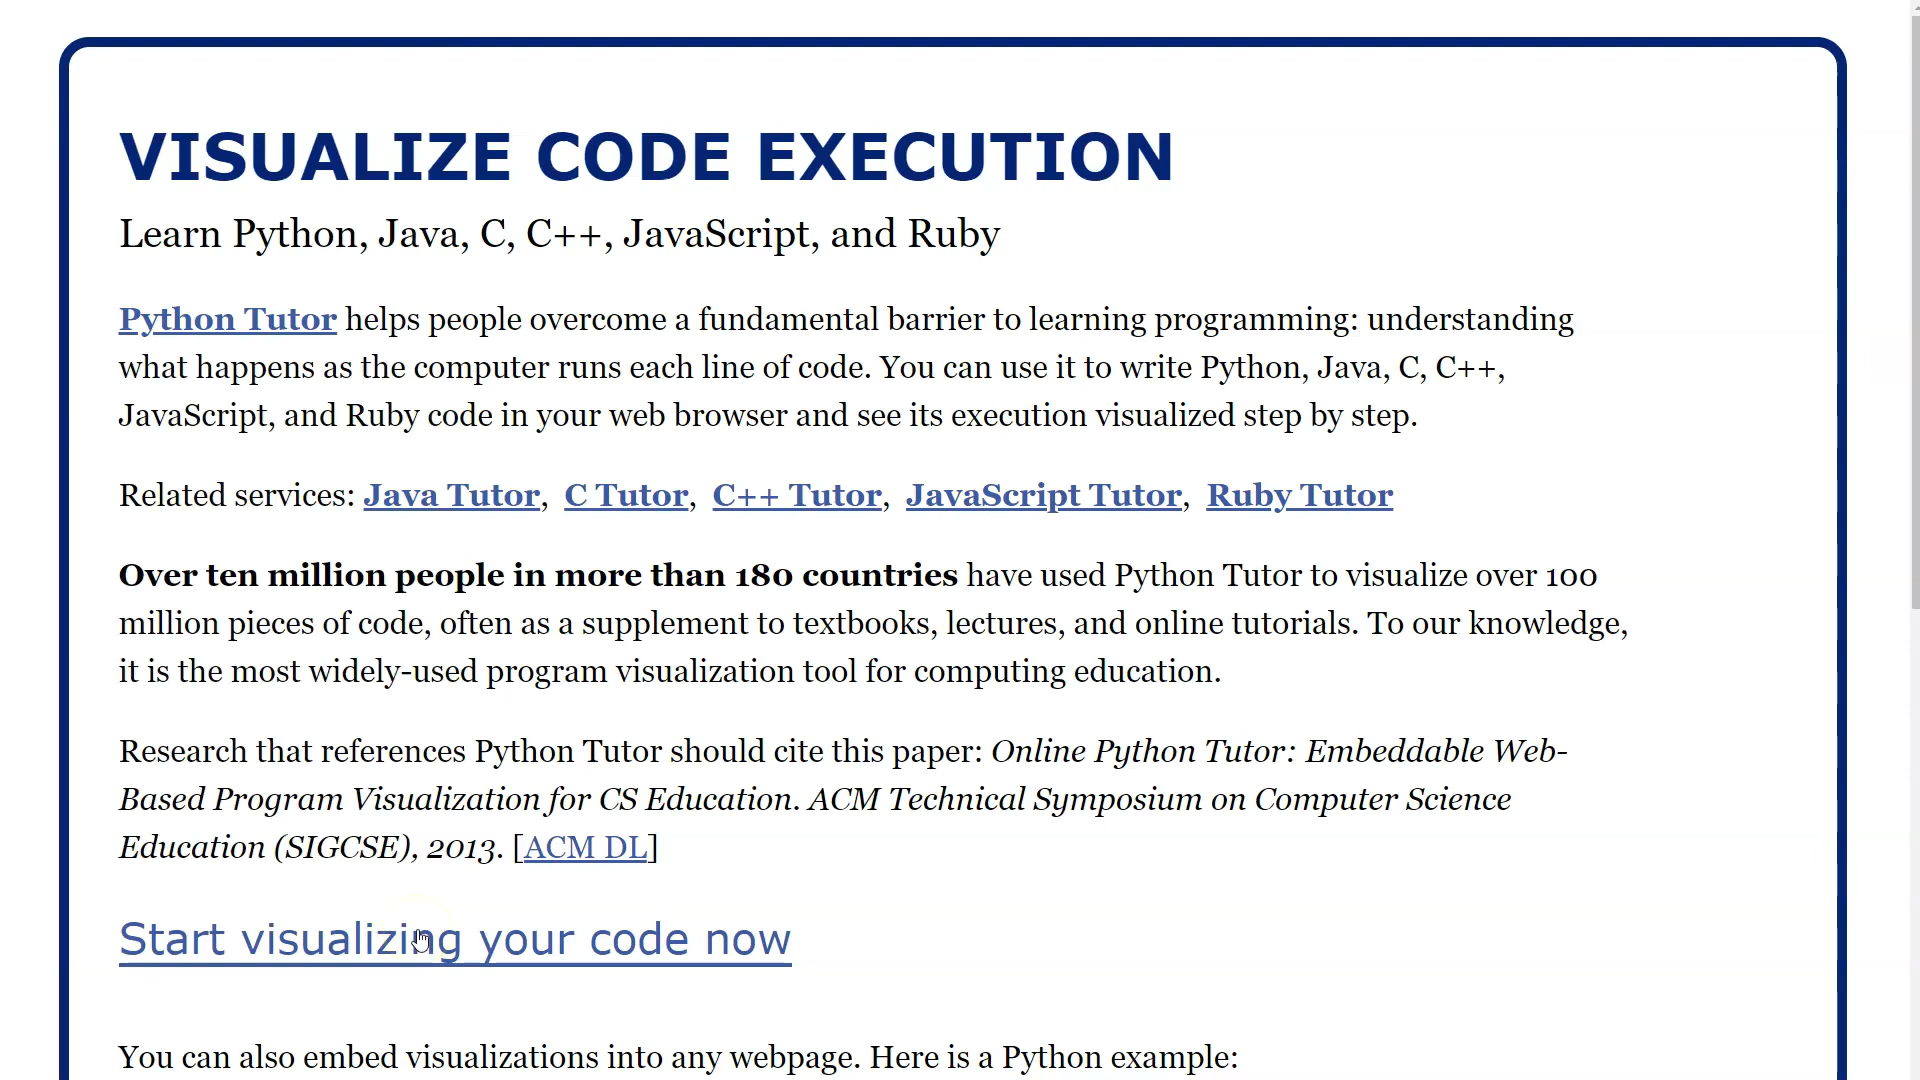 VISUALIZE CODE EXECUTION
Learn Python, Java, C, C++, JavaScript, and Ruby
Python Tutor helps people overcome a fundamental barrier to learning programming: understanding
what happens as the computer runs each line of code. You can use it to write Python, Java, C, C++,
JavaScript, and Ruby code in your web browser and see its execution visualized step by step.
Related services: Java Tutor, C Tutor, C++ Tutor, JavaScript Tutor, Ruby Tutor
Over ten million people in more than 180 countries have used Python Tutor to visualize over 100
million pieces of code, often as a supplement to textbooks, lectures, and online tutorials. To our knowledge,
it is the most widely-used program visualization tool for computing education.
Research that references Python Tutor should cite this paper: Online Python Tutor: Embeddable Web-
Based Program Visualization for CS Education. ACM Technical Symposium on Computer Science
Education (SIGCSE), 2013. [ACM DL]
Start visualizing your code now
You can also embed visualizations into any webpage. Here is a Python example: